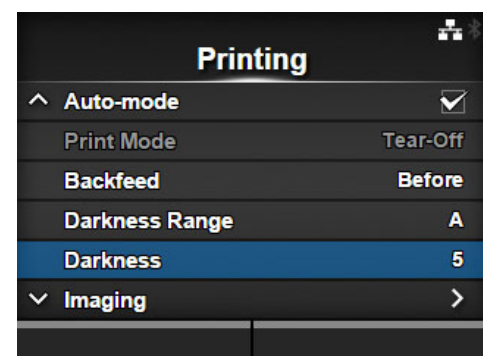 Printing
Auto-mode
Print Mode Tear-Off
Backfeed Before
Darkness Range A
Darkness 5
Imaging